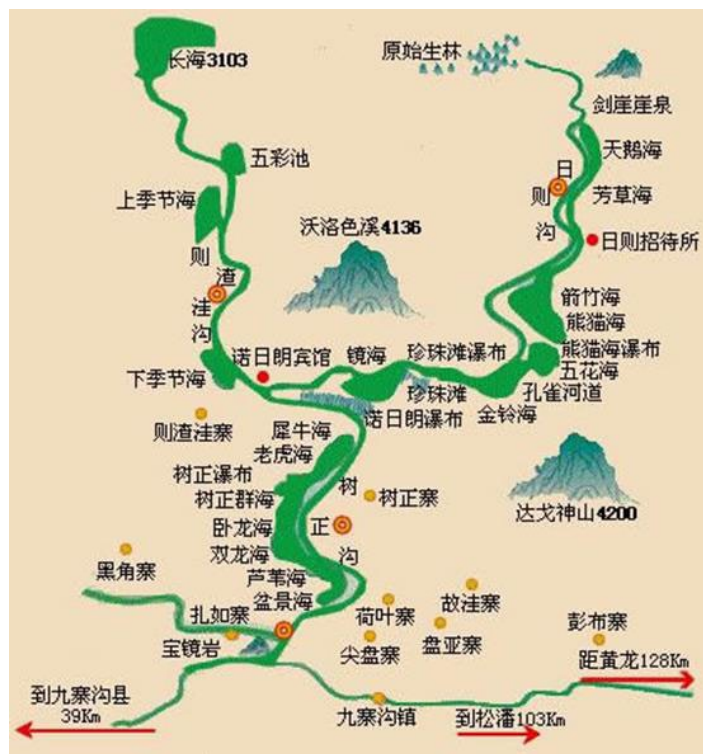 长海3103
原始生林
剑崖崖泉
五彩池
天鹅海
日则沟
上季节海
芳草海
沃洛色溪4136
日则招待所
则渣洼沟
箭竹海
熊猫海
诺日朗宾馆
镜海
珍珠滩瀑布
熊猫海瀑布
五花海
下季节海
珍珠滩
孔雀河道
诺日朗瀑布
金铃海
则渣洼寨
犀牛海
老虎海
树正瀑布
树正群海
树正沟
树正寨
达戈神山4200
卧龙海
双龙海
黑角寨
芦苇海
盆景海
扎如寨
荷叶寨
故洼寨
宝镜岩
尖盘寨
盘亚寨
彭布寨
距黄龙128Km
到九寨沟县
39Km
九寨沟镇
到松潘103Km